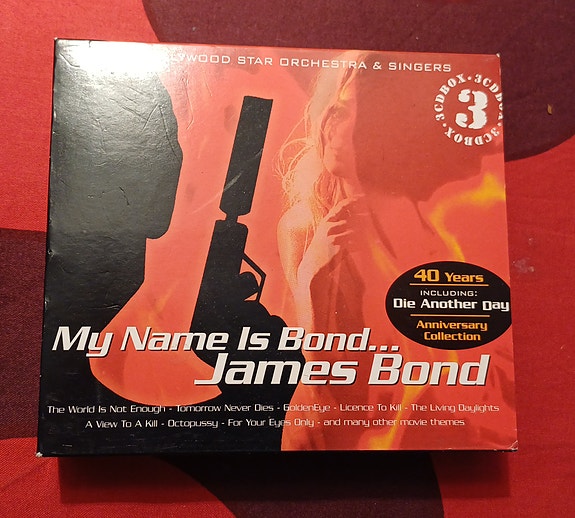 LYWOOD STAR ORCHESTRA & SINGERS
3CDBOX • 3CDBOX • 3CDBOX •
3
40 Years
INCLUDING:
Die Another Day
Anniversary
Collection
My Name Is Bond...
James Bond
The World Is Not Enough - Tomorrow Never Dies - GoldenEye - Licence To Kill - The Living Daylights
A View To A Kill - Octopussy - For Your Eyes Only - and many other movie themes